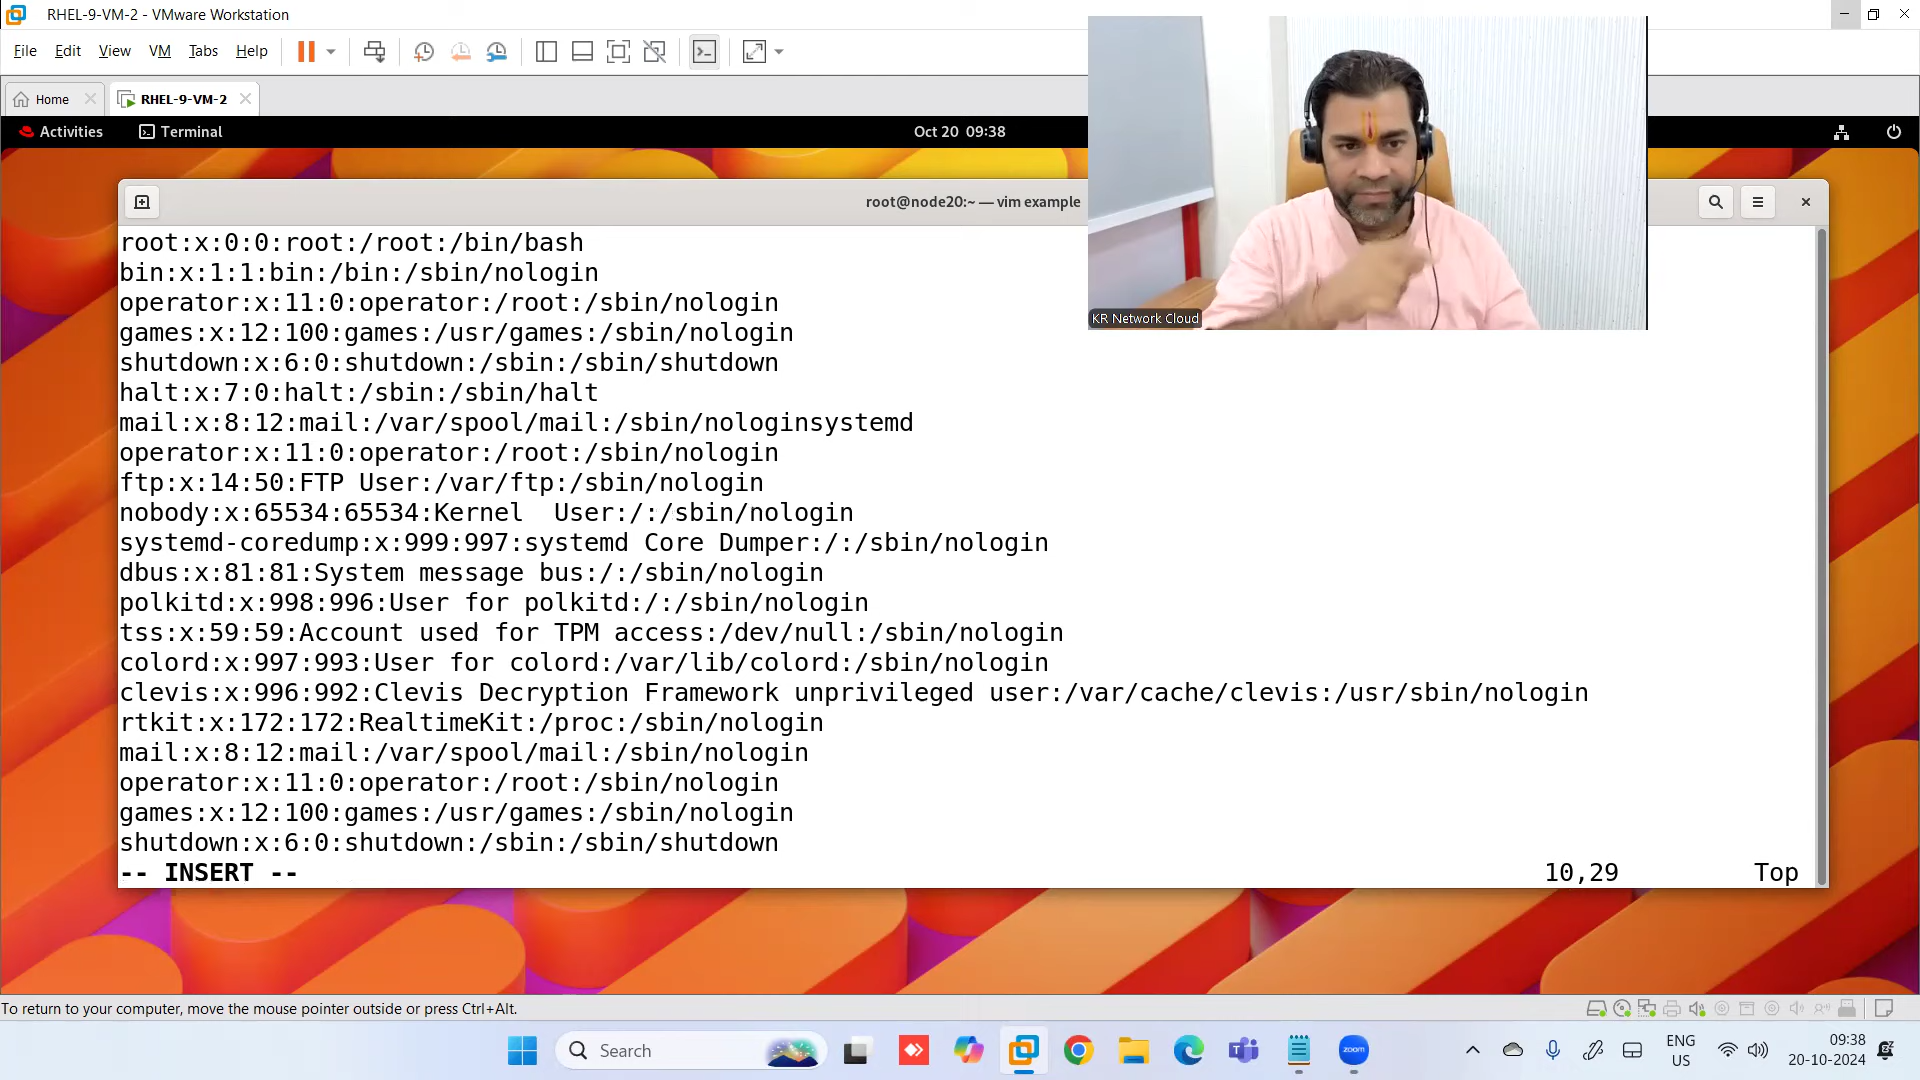 RHEL-9-VM-2 - VMware Workstation
File Edit View VM Tabs Help
Home RHEL-9-VM-2
Activities Terminal Oct 20 09:38
root@node20:~ — vim example
root:x:0:0:root:/root:/bin/bash
bin:x:1:1:bin:/bin:/sbin/nologin
operator:x:11:0:operator:/root:/sbin/nologin
games:x:12:100:games:/usr/games:/sbin/nologin
shutdown:x:6:0:shutdown:/sbin:/sbin/shutdown
halt:x:7:0:halt:/sbin:/sbin/halt
mail:x:8:12:mail:/var/spool/mail:/sbin/nologinsystemd
operator:x:11:0:operator:/root:/sbin/nologin
ftp:x:14:50:FTP User:/var/ftp:/sbin/nologin
nobody:x:65534:65534:Kernel  User:/:/sbin/nologin
systemd-coredump:x:999:997:systemd Core Dumper:/:/sbin/nologin
dbus:x:81:81:System message bus:/:/sbin/nologin
polkitd:x:998:996:User for polkitd:/:/sbin/nologin
tss:x:59:59:Account used for TPM access:/dev/null:/sbin/nologin
colord:x:997:993:User for colord:/var/lib/colord:/sbin/nologin
clevis:x:996:992:Clevis Decryption Framework unprivileged user:/var/cache/clevis:/usr/sbin/nologin
rtkit:x:172:172:RealtimeKit:/proc:/sbin/nologin
mail:x:8:12:mail:/var/spool/mail:/sbin/nologin
operator:x:11:0:operator:/root:/sbin/nologin
games:x:12:100:games:/usr/games:/sbin/nologin
shutdown:x:6:0:shutdown:/sbin:/sbin/shutdown
-- INSERT -- 10,29 Top
KR Network Cloud
To return to your computer, move the mouse pointer outside or press Ctrl+Alt.
Search
zoom
ENG
US
09:38
20-10-2024